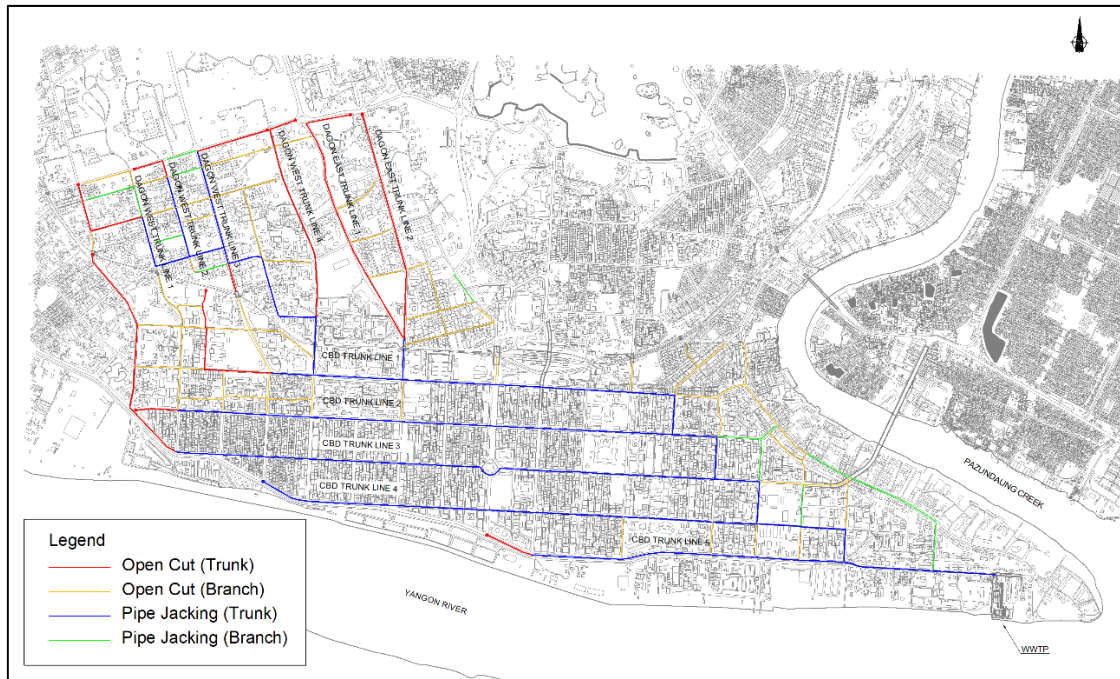 DAGON WEST TRUNK LINE 1
DAGON WEST TRUNK LINE 2
DAGON WEST TRUNK LINE 3
DAGON WEST TRUNK LINE 4
DAGON EAST TRUNK LINE 1
DAGON EAST TRUNK LINE 2
CBD TRUNK LINE 1
CBD TRUNK LINE 2
CBD TRUNK LINE 3
CBD TRUNK LINE 4
CBD TRUNK LINE 5
PAZUNDAUNG CREEK
YANGON RIVER
WWTP
Legend
Open Cut (Trunk)
Open Cut (Branch)
Pipe Jacking (Trunk)
Pipe Jacking (Branch)